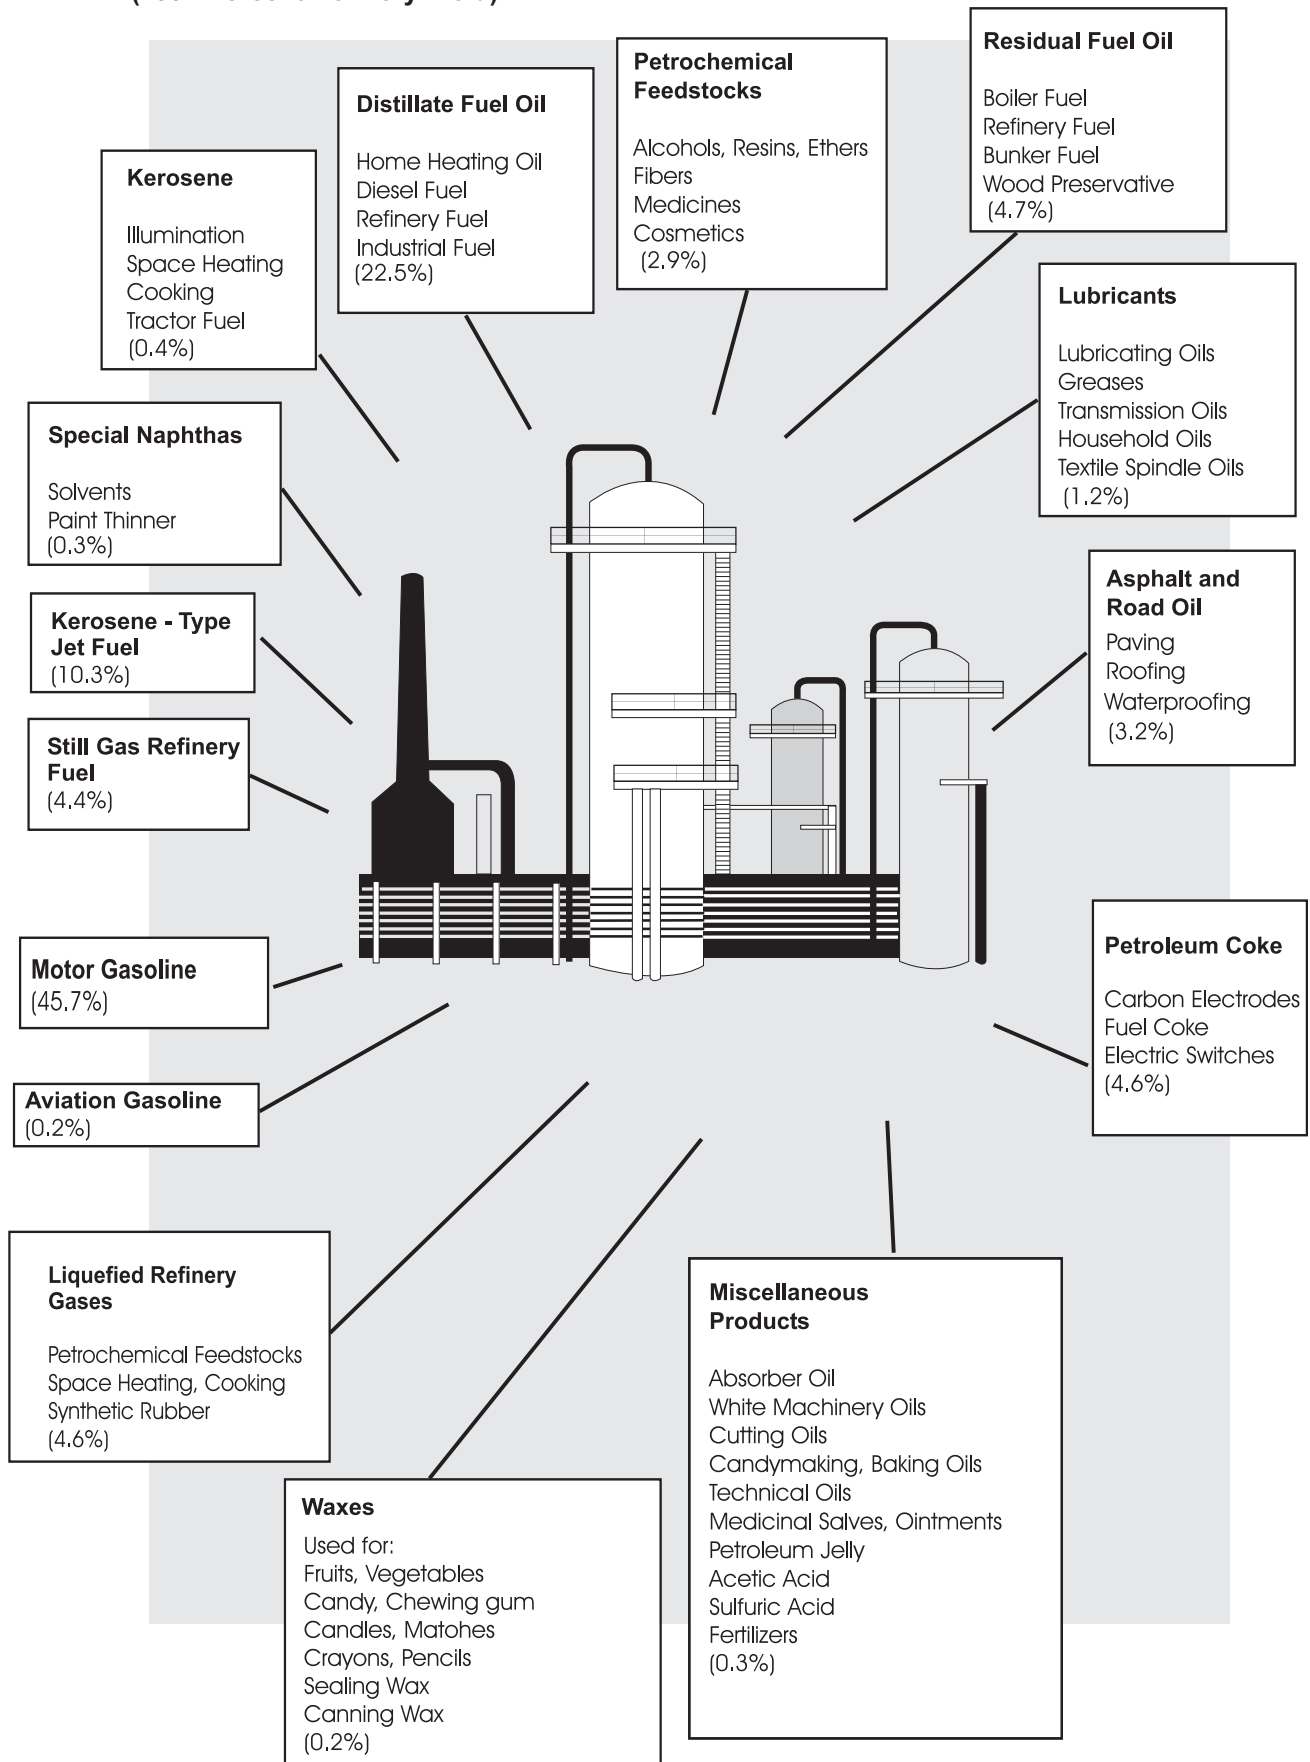 Residual Fuel Oil
Boiler Fuel
Refinery Fuel
Bunker Fuel
Wood Preservative
(4.7%)
Petrochemical
Feedstocks
Alcohols, Resins, Ethers
Fibers
Medicines
Cosmetics
(2.9%)
Distillate Fuel Oil
Home Heating Oil
Diesel Fuel
Refinery Fuel
Industrial Fuel
(22.5%)
Kerosene
Illumination
Space Heating
Cooking
Tractor Fuel
(0.4%)
Lubricants
Lubricating Oils
Greases
Transmission Oils
Household Oils
Textile Spindle Oils
(1.2%)
Special Naphthas
Solvents
Paint Thinner
(0.3%)
Asphalt and
Road Oil
Paving
Roofing
Waterproofing
(3.2%)
Kerosene - Type
Jet Fuel
(10.3%)
Still Gas Refinery
Fuel
(4.4%)
Motor Gasoline
(45.7%)
Petroleum Coke
Carbon Electrodes
Fuel Coke
Electric Switches
(4.6%)
Aviation Gasoline
(0.2%)
Liquefied Refinery
Gases
Petrochemical Feedstocks
Space Heating, Cooking
Synthetic Rubber
(4.6%)
Miscellaneous
Products
Absorber Oil
White Machinery Oils
Cutting Oils
Candymaking, Baking Oils
Technical Oils
Medicinal Salves, Ointments
Petroleum Jelly
Acetic Acid
Sulfuric Acid
Fertilizers
(0.3%)
Waxes
Used for:
Fruits, Vegetables
Candy, Chewing gum
Candles, Matohes
Crayons, Pencils
Sealing Wax
Canning Wax
(0.2%)